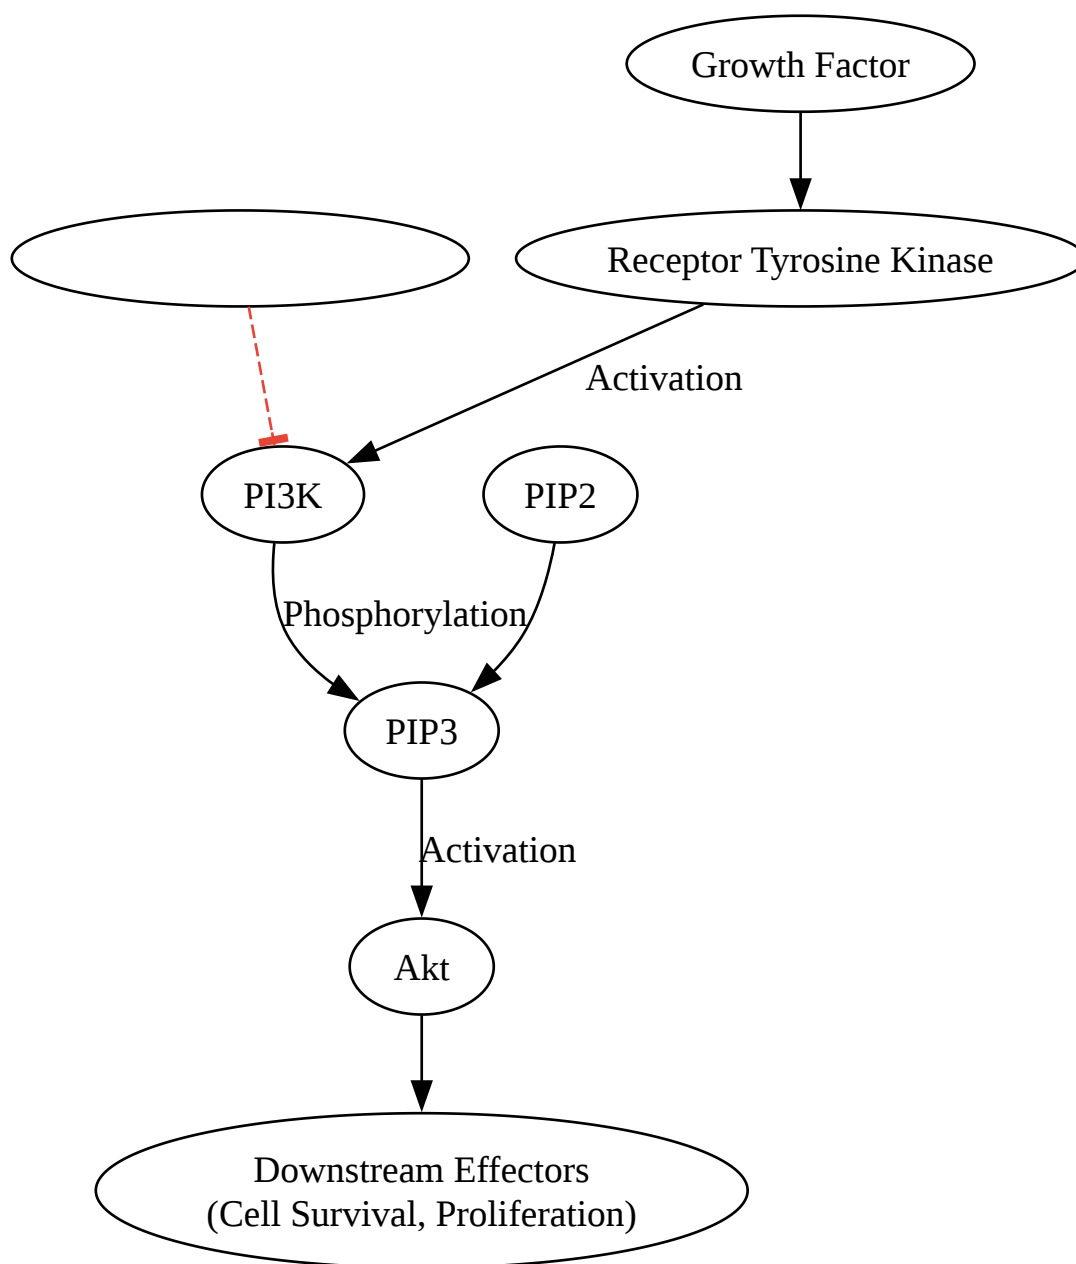 Growth Factor
Receptor Tyrosine Kinase
Activation
PI3K
PIP2
Phosphorylation
PIP3
Activation
Akt
Downstream Effectors
(Cell Survival, Proliferation)